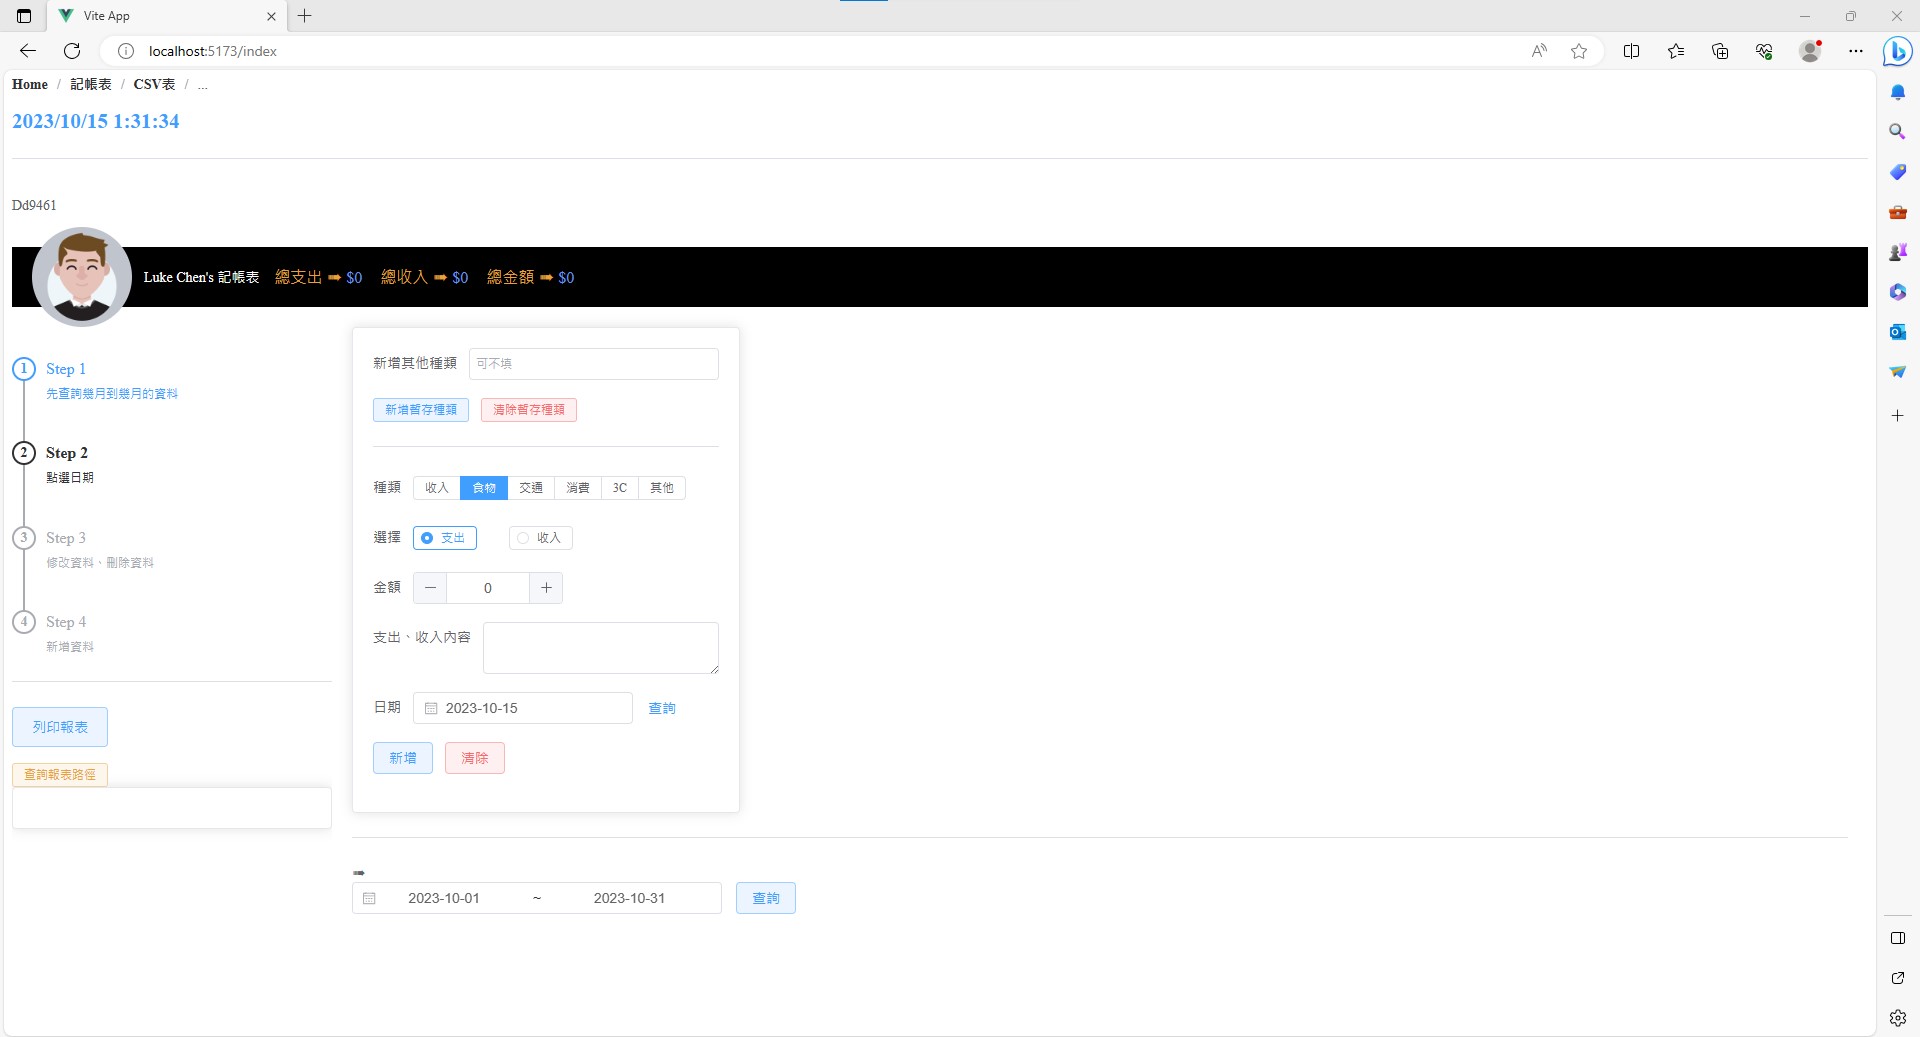 Vite App
localhost:5173/index
Home / 記帳表 / CSV表 / ...
2023/10/15 1:31:34
Dd9461
Luke Chen's 記帳表 總支出 ➠ $0 總收入 ➠ $0 總金額 ➠ $0
1 Step 1
先查詢幾月到幾月的資料
2 Step 2
點選日期
3 Step 3
修改資料、刪除資料
4 Step 4
新增資料
列印報表
查詢報表路徑
新增其他種類 可不填
新增暫存種類 清除暫存種類
種類 收入 食物 交通 消費 3C 其他
選擇 支出 收入
金額 — 0 +
支出、收入內容
日期 2023-10-15 查詢
新增 清除
➠
2023-10-01 ~ 2023-10-31 查詢